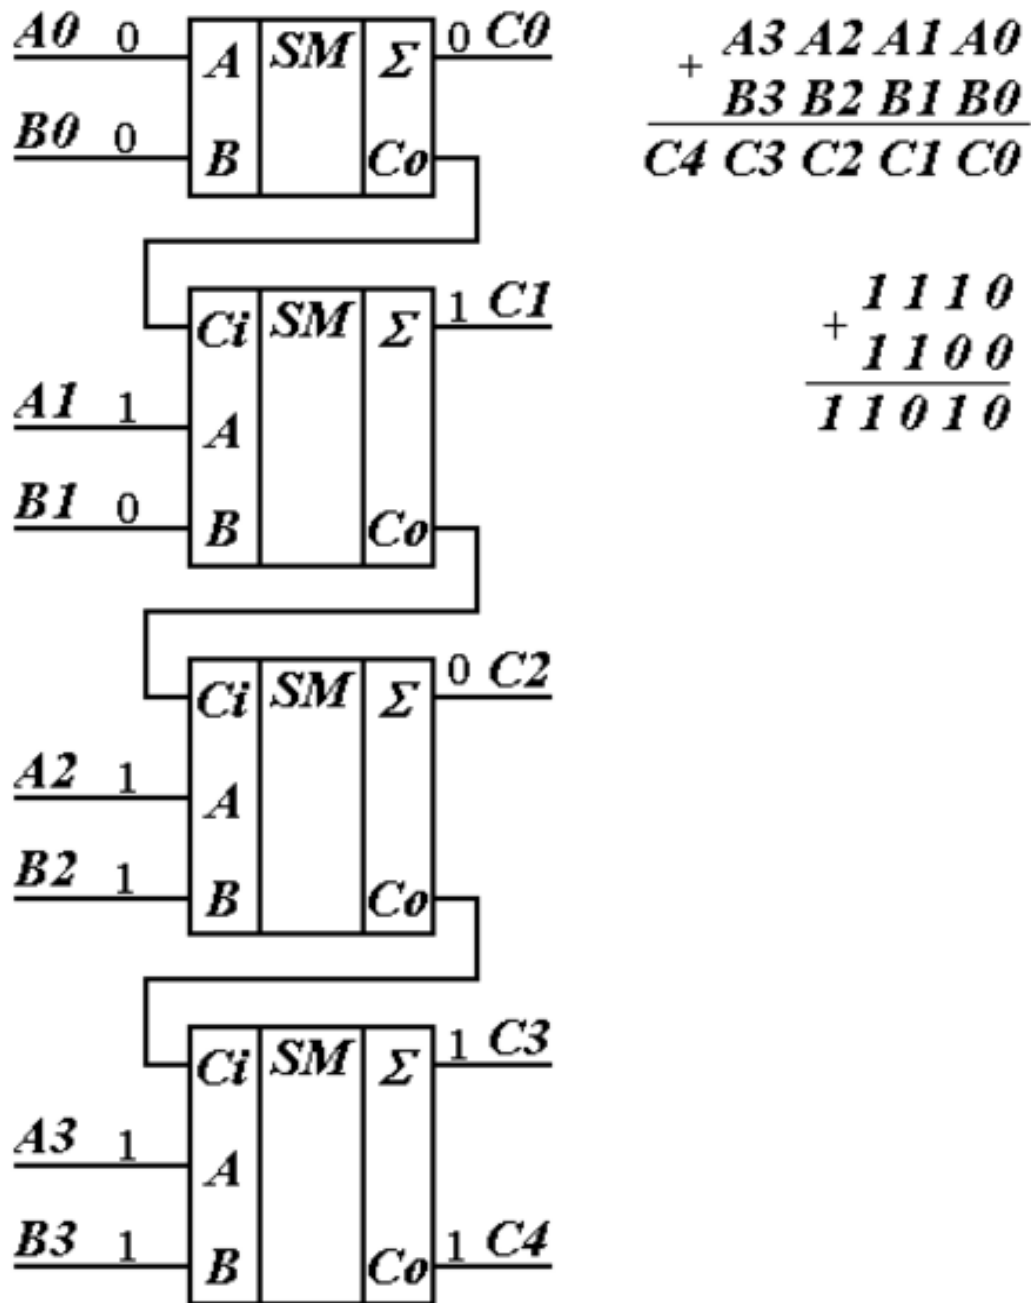 A0 0 A SM Σ 0 C0
B0 0 B Co
Ci SM Σ 1 C1
A1 1 A
B1 0 B Co
Ci SM Σ 0 C2
A2 1 A
B2 1 B Co
Ci SM Σ 1 C3
A3 1 A
B3 1 B Co 1 C4
+ A3 A2 A1 A0
B3 B2 B1 B0
C4 C3 C2 C1 C0
+ 1 1 1 0
1 1 0 0
1 1 0 1 0